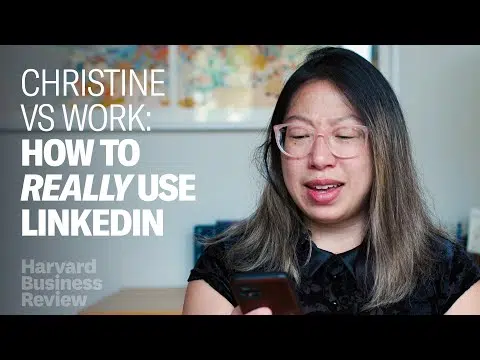 CHRISTINE
VS WORK:
HOW TO
REALLY USE
LINKEDIN
Harvard
Business
Review